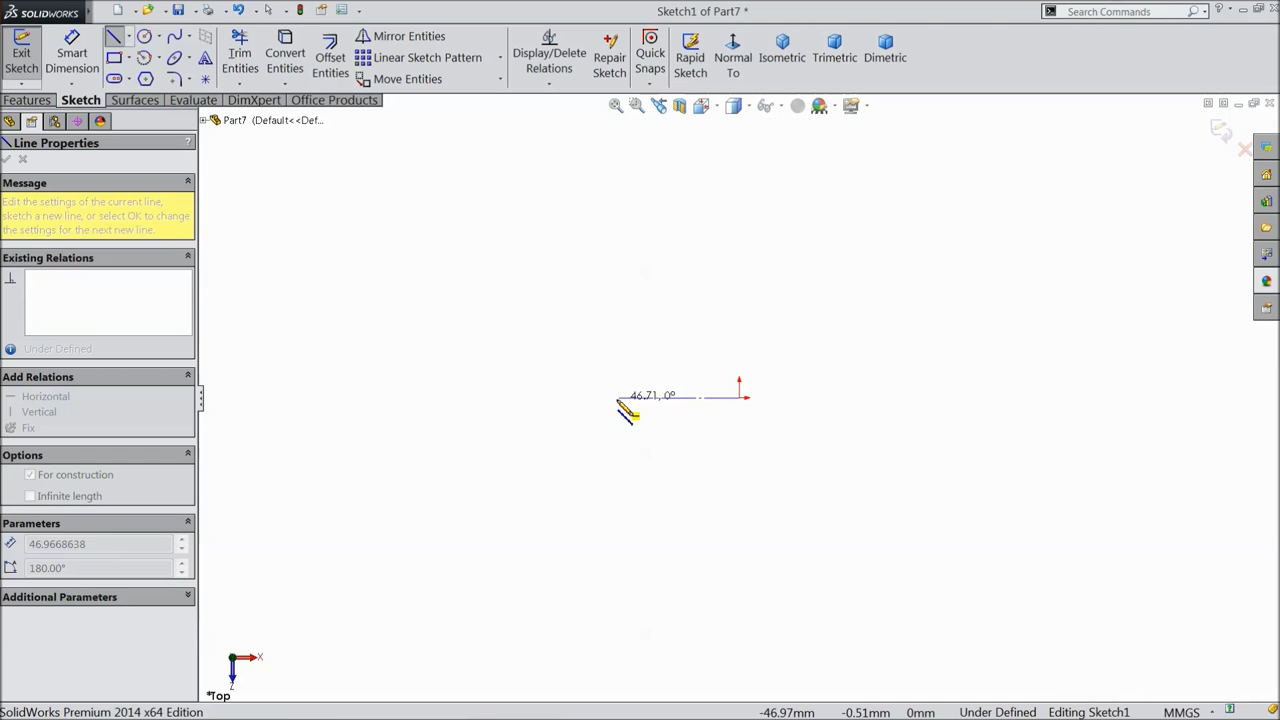 SOLIDWORKS
Sketch1 of Part7 *
Search Commands
Exit Sketch
Smart Dimension
Trim Entities
Convert Entities
Offset Entities
Mirror Entities
Linear Sketch Pattern
Move Entities
Display/Delete Relations
Repair Sketch
Quick Snaps
Rapid Sketch
Normal To
Isometric
Trimetric
Dimetric
Features
Sketch
Surfaces
Evaluate
DimXpert
Office Products
Part7 (Default<<Def...
Line Properties
?
Message
Edit the settings of the current line,
sketch a new line, or select OK to change
the settings for the next new line.
Existing Relations
Under Defined
Add Relations
Horizontal
Vertical
Fix
Options
For construction
Infinite length
Parameters
46.9668638
180.00°
Additional Parameters
46.71, 0°
X
Z
*Top
SolidWorks Premium 2014 x64 Edition
-46.97mm
-0.51mm
0mm
Under Defined
Editing Sketch1
MMGS